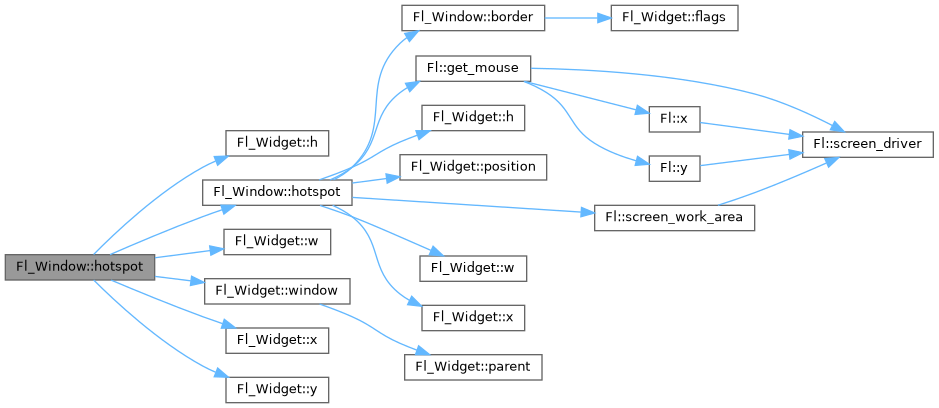 Fl_Window::border
Fl_Widget::flags
Fl::get_mouse
Fl_Widget::h
Fl::x
Fl_Widget::h
Fl::screen_driver
Fl_Widget::position
Fl::y
Fl_Window::hotspot
Fl::screen_work_area
Fl_Widget::w
Fl_Window::hotspot
Fl_Widget::w
Fl_Widget::window
Fl_Widget::x
Fl_Widget::x
Fl_Widget::parent
Fl_Widget::y